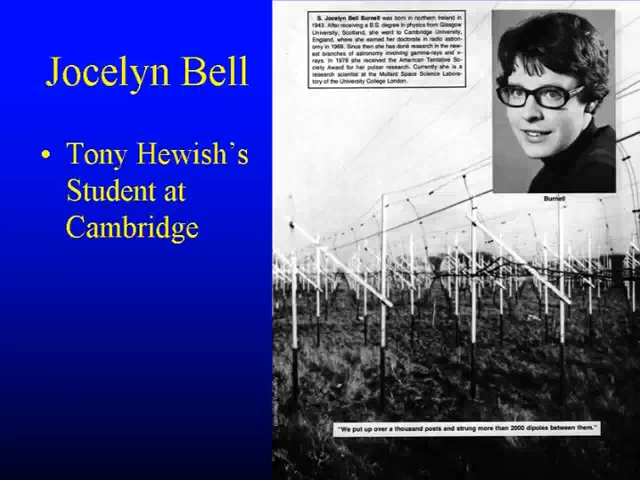 Jocelyn Bell
• Tony Hewish's
Student at
Cambridge
S. Jocelyn Bell Burnell was born in northern Ireland in
1943. After receiving a B.S. degree in physics from Glasgow
University, Scotland, she went to Cambridge University,
England, where she earned her doctorate in radio astron-
omy in 1969. Since then she has done research in the new-
est branches of astronomy involving gamma-rays and x-
rays. In 1978 she received the American Tentative So-
ciety Award for her pulsar research. Currently she is a
research scientist at the Mullard Space Science Labora-
tory of the University College London.
Burnell
"We put up over a thousand posts and strung more than 2000 dipoles between them."